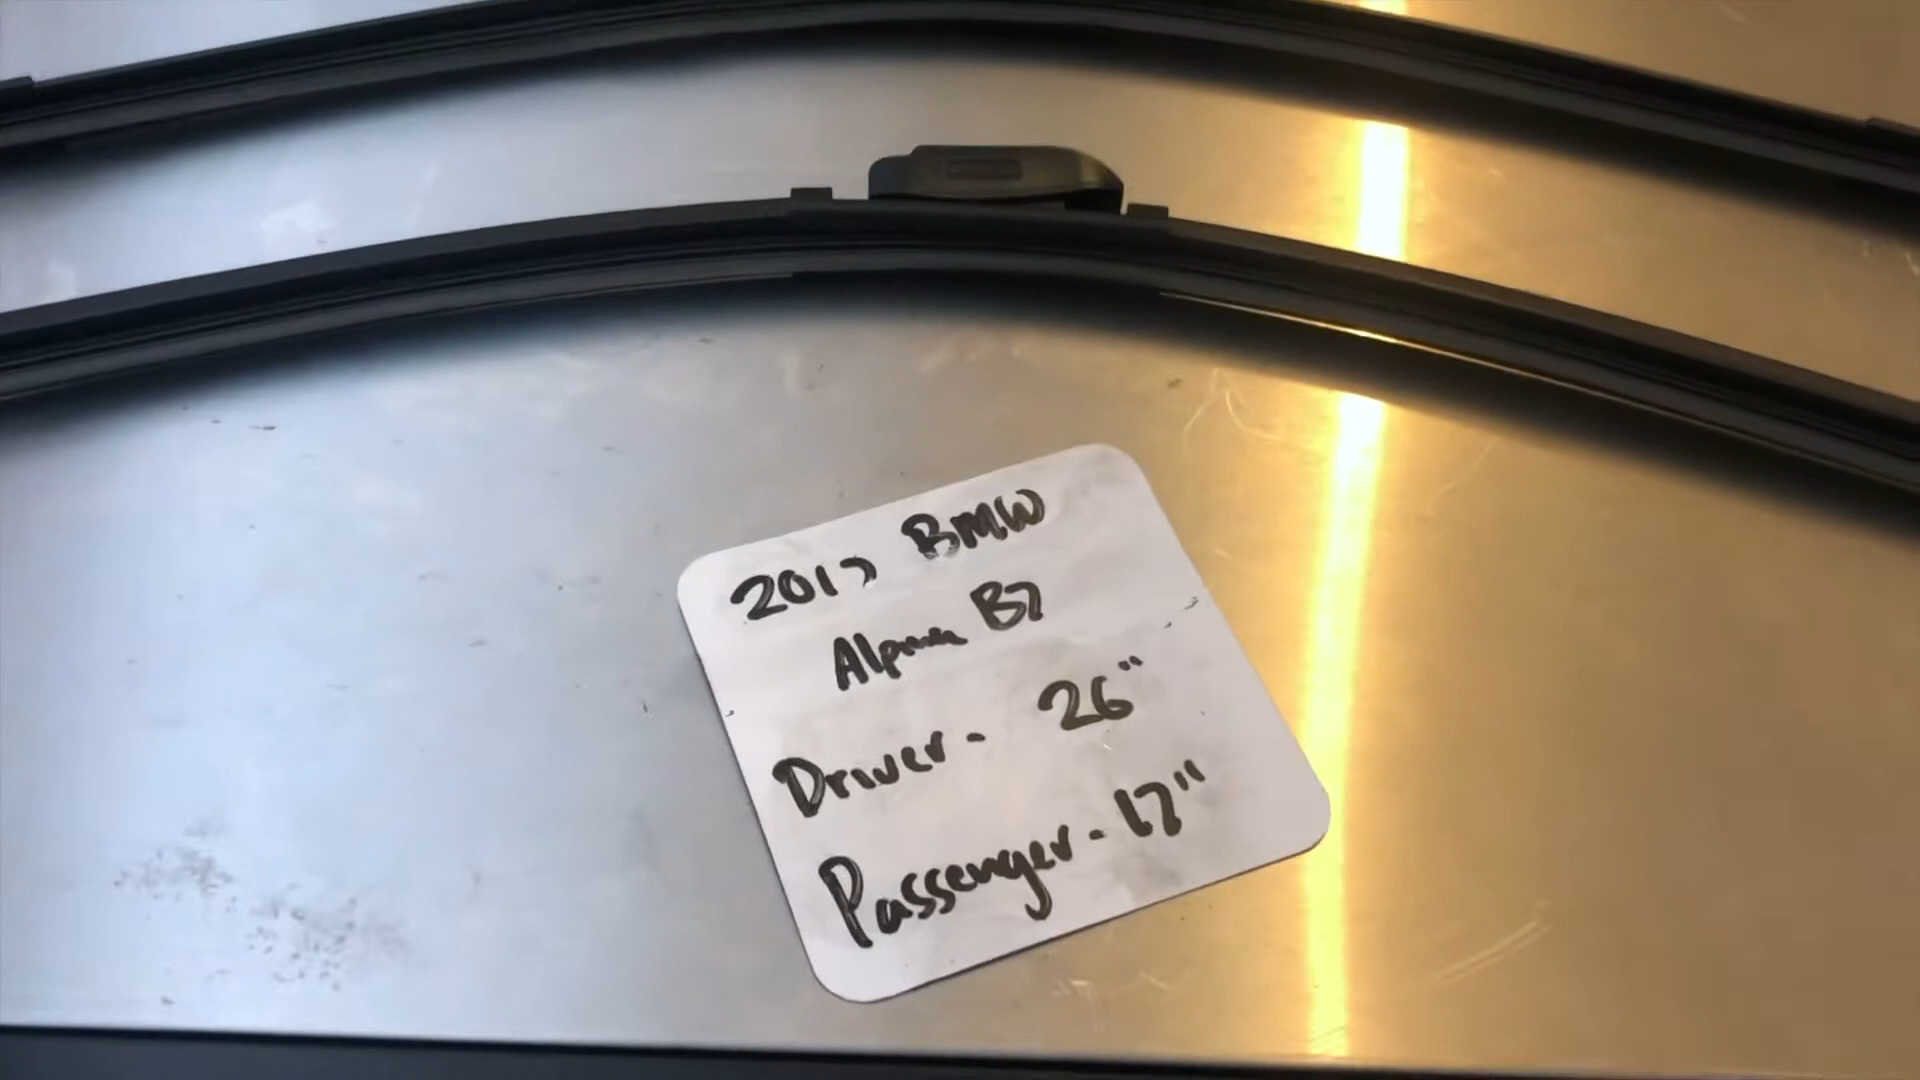 2017 BMW
Alpina B7
Driver - 26"
Passenger - 17"